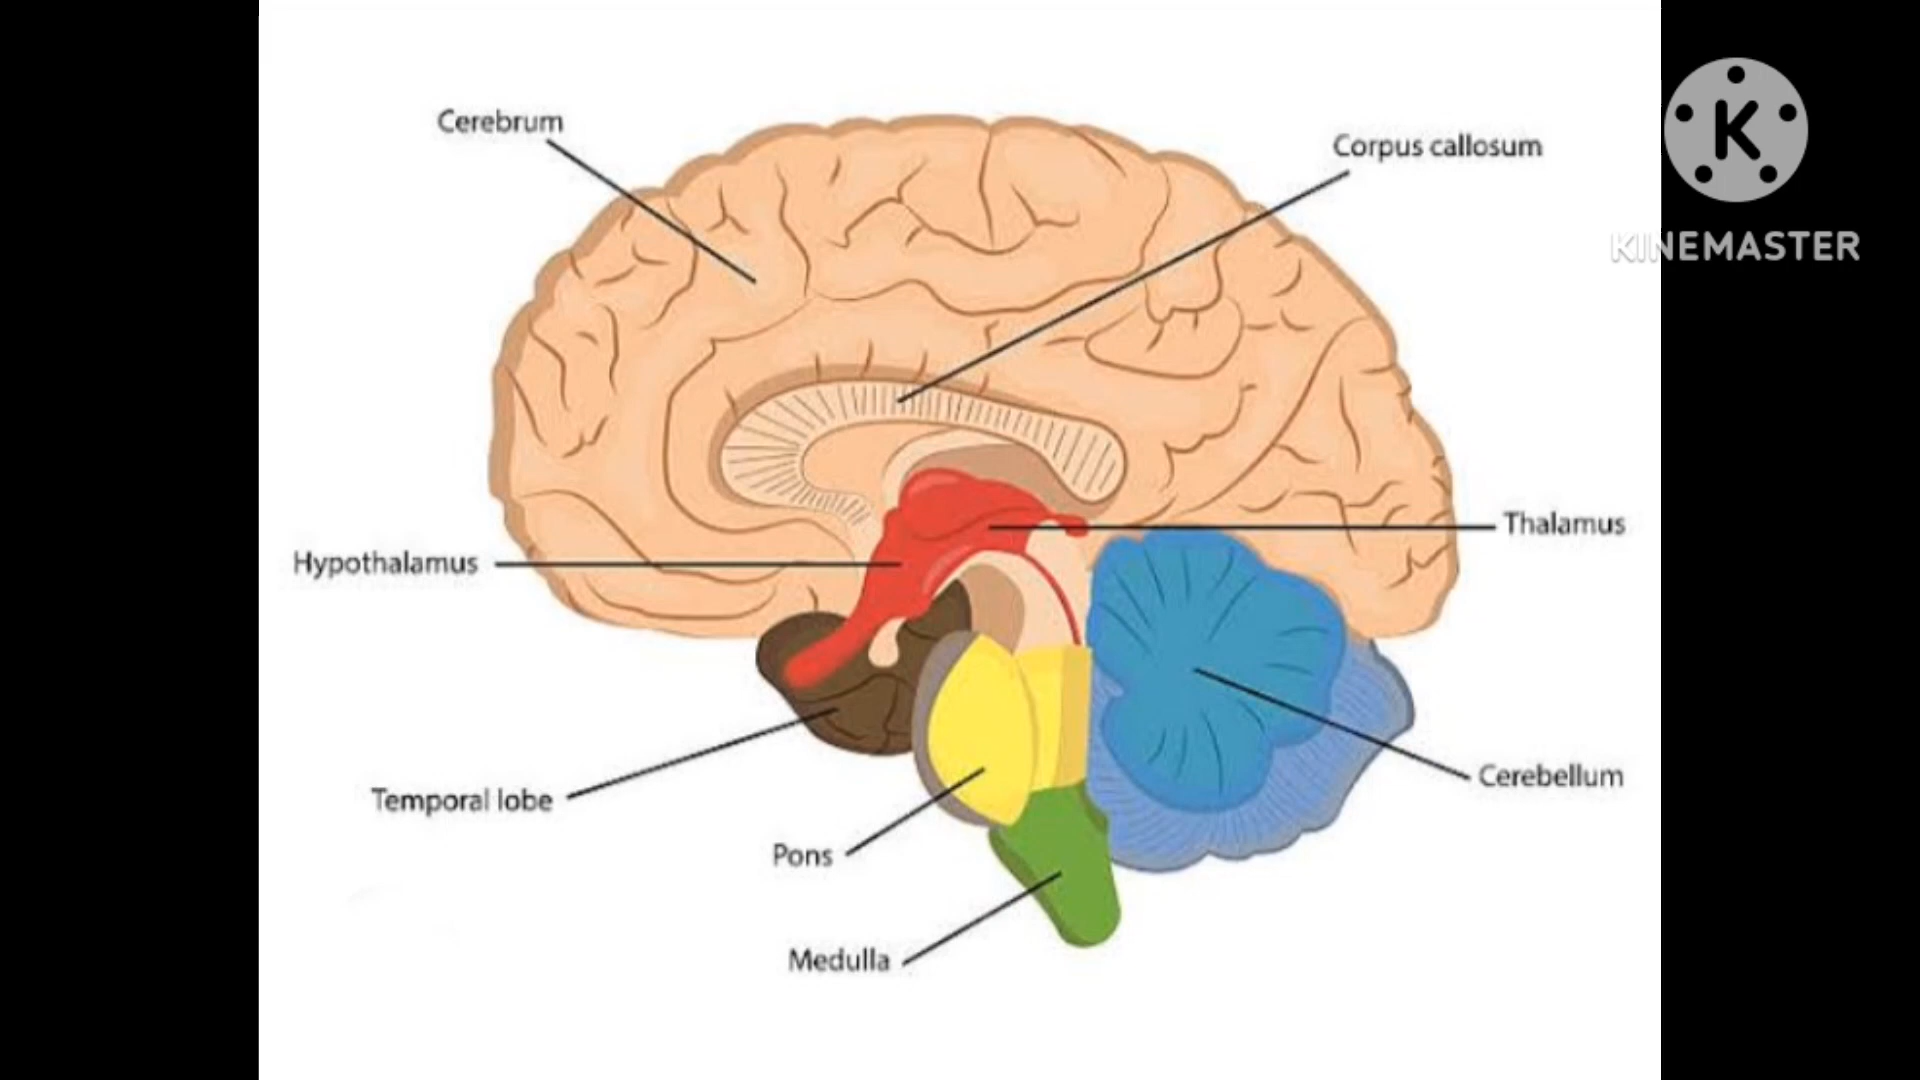 Cerebrum
Corpus callosum
K
KINEMASTER
Thalamus
Hypothalamus
Cerebellum
Temporal lobe
Pons
Medulla